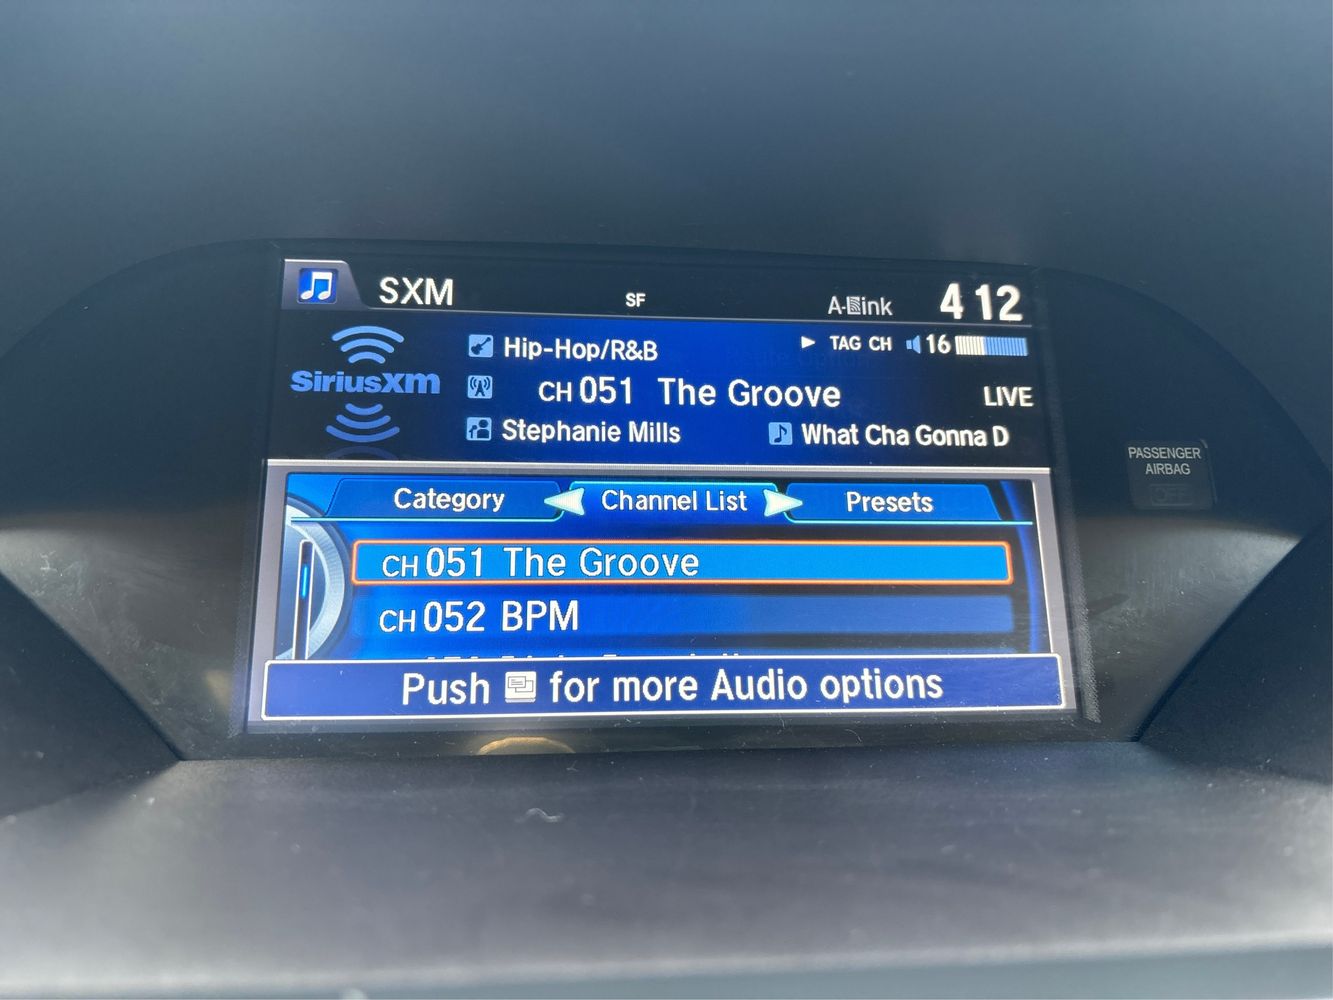 SXM SF A-Link 4 12
Hip-Hop/R&B ▶ TAG CH 16
SiriusXM CH 051 The Groove LIVE
Stephanie Mills What Cha Gonna D
Category Channel List Presets
CH 051 The Groove
CH 052 BPM
Push for more Audio options
PASSENGER
AIRBAG
OFF